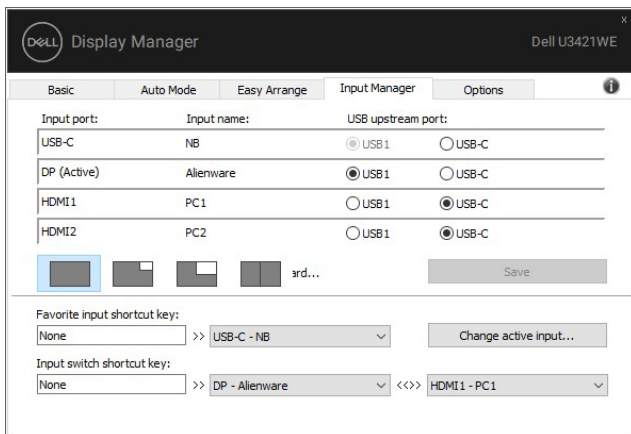 x
DELL Display Manager Dell U3421WE
Basic Auto Mode Easy Arrange Input Manager Options i
Input port: Input name: USB upstream port:
USB-C NB USB1 USB-C
DP (Active) Alienware USB1 USB-C
HDMI1 PC1 USB1 USB-C
HDMI2 PC2 USB1 USB-C
ard... Save
Favorite input shortcut key:
None >> USB-C - NB Change active input...
Input switch shortcut key:
None >> DP - Alienware <<>> HDMI1 - PC1